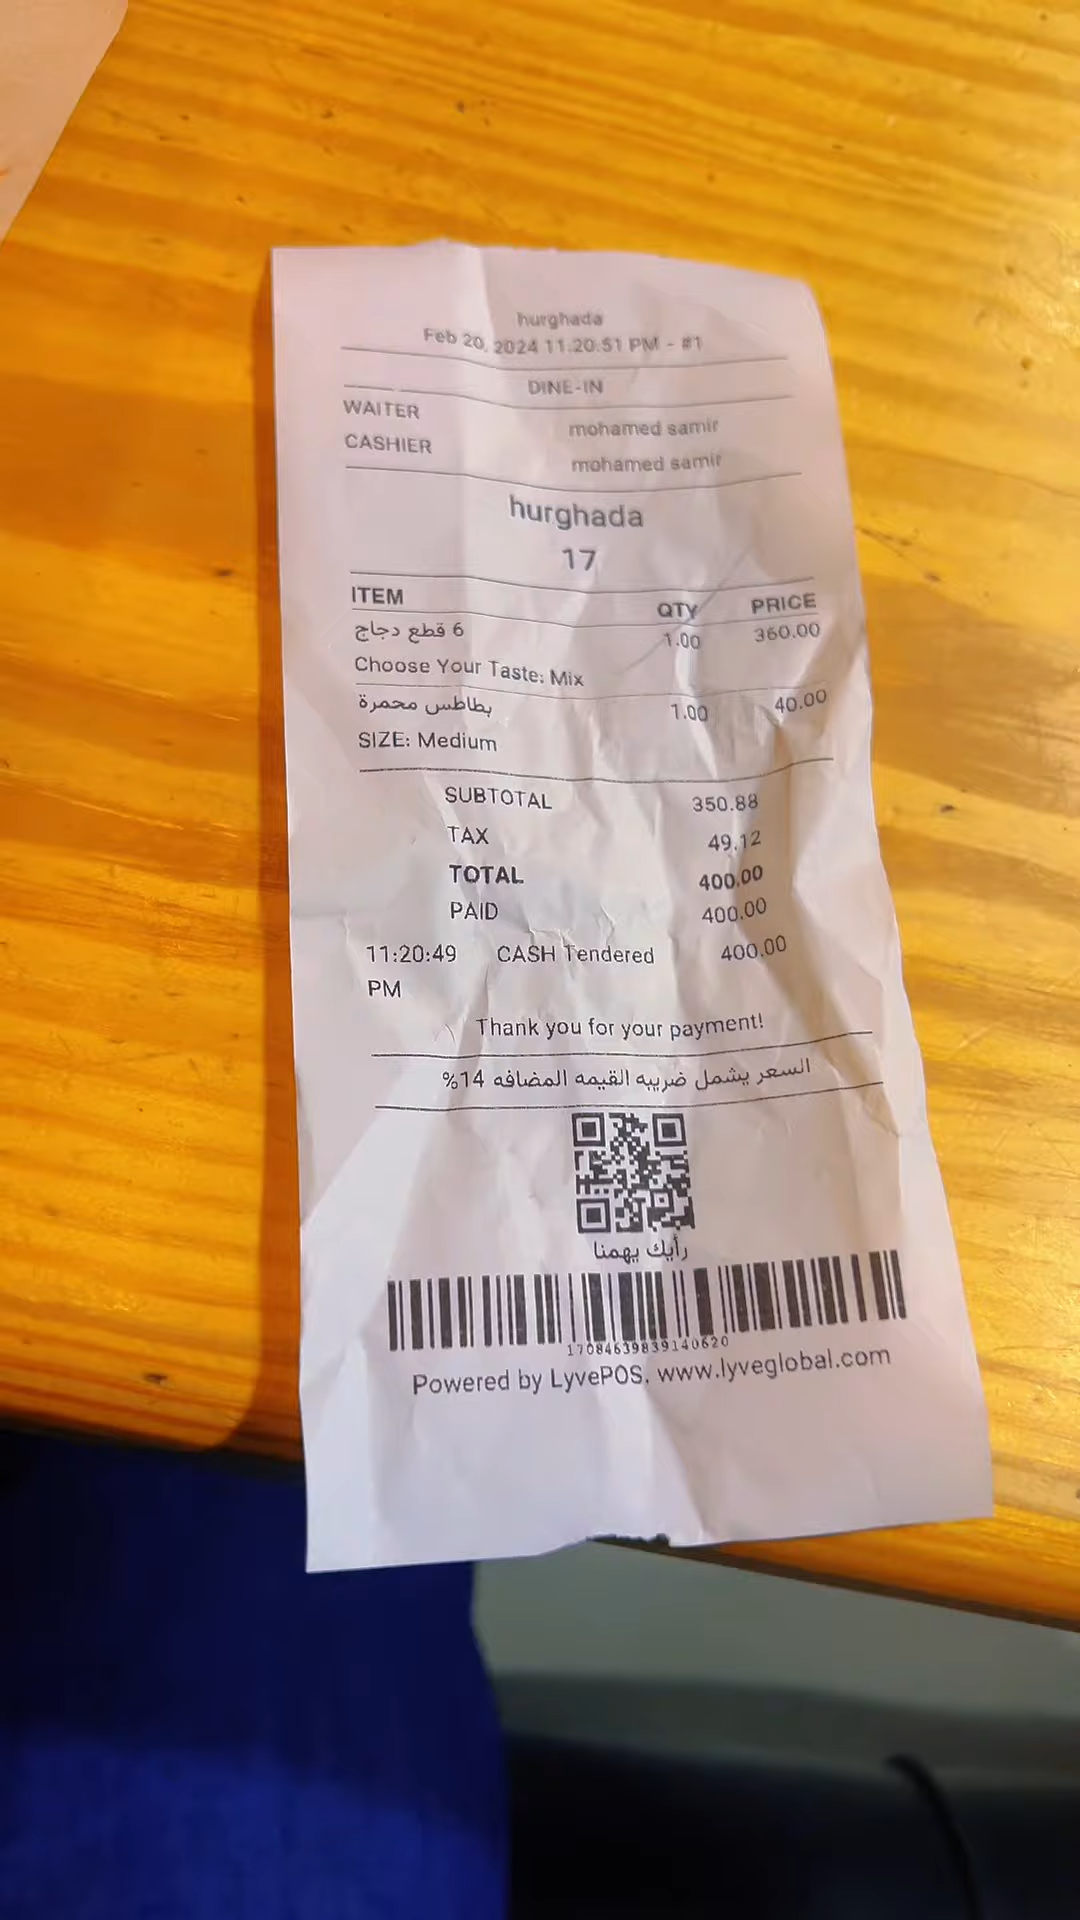 hurghada
Feb 20, 2024 11:20:51 PM - #1
DINE-IN
WAITER mohamed samir
CASHIER mohamed samir
hurghada
17
ITEM QTY PRICE
6 قطع دجاج 1.00 360.00
Choose Your Taste: Mix
بطاطس محمرة 1.00 40.00
SIZE: Medium
SUBTOTAL 350.88
TAX 49.12
TOTAL 400.00
PAID 400.00
11:20:49 PM CASH Tendered 400.00
Thank you for your payment!
السعر يشمل ضريبه القيمه المضافه 14%
رأيك يهمنا
17084639839140620
Powered by LyvePOS, www.lyveglobal.com